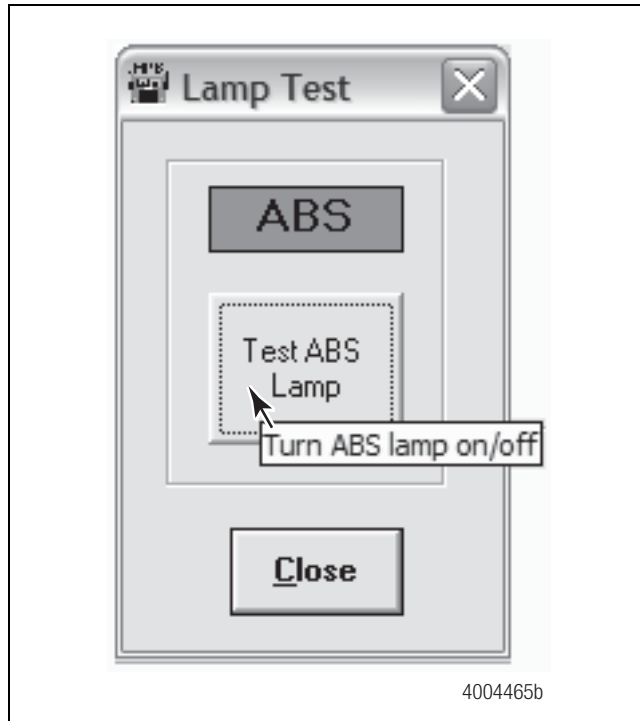 Lamp Test
ABS
Test ABS
Lamp
Turn ABS lamp on/off
Close
4004465b